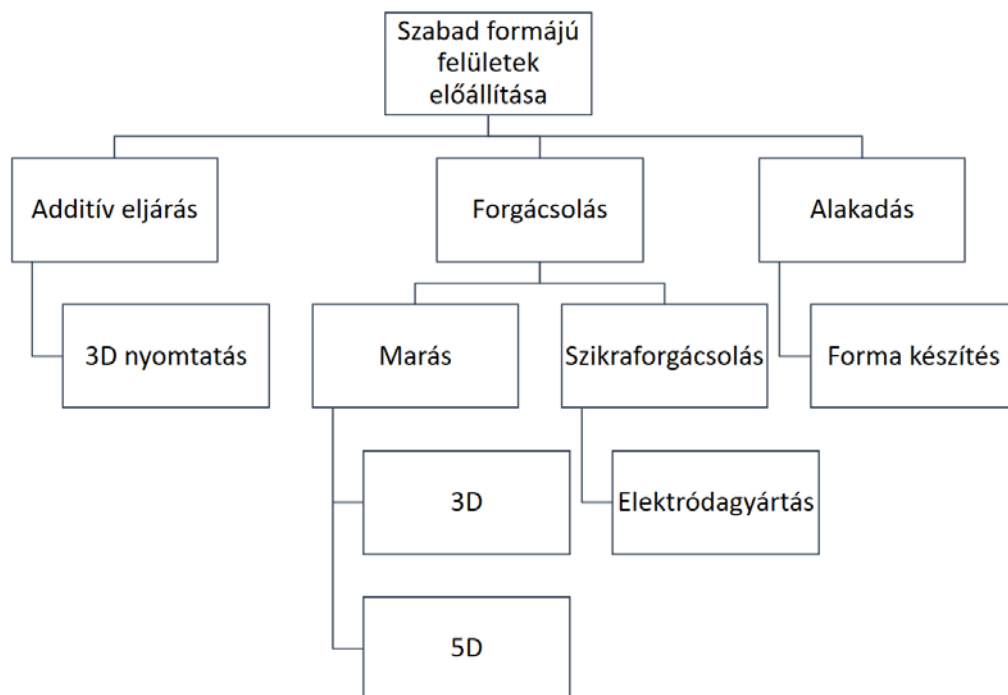 Szabad formájú
felületek
előállítása
Additív eljárás
Forgácsolás
Alakadás
3D nyomtatás
Marás
Szikraforgácsolás
Forma készítés
3D
Elektródagyártás
5D